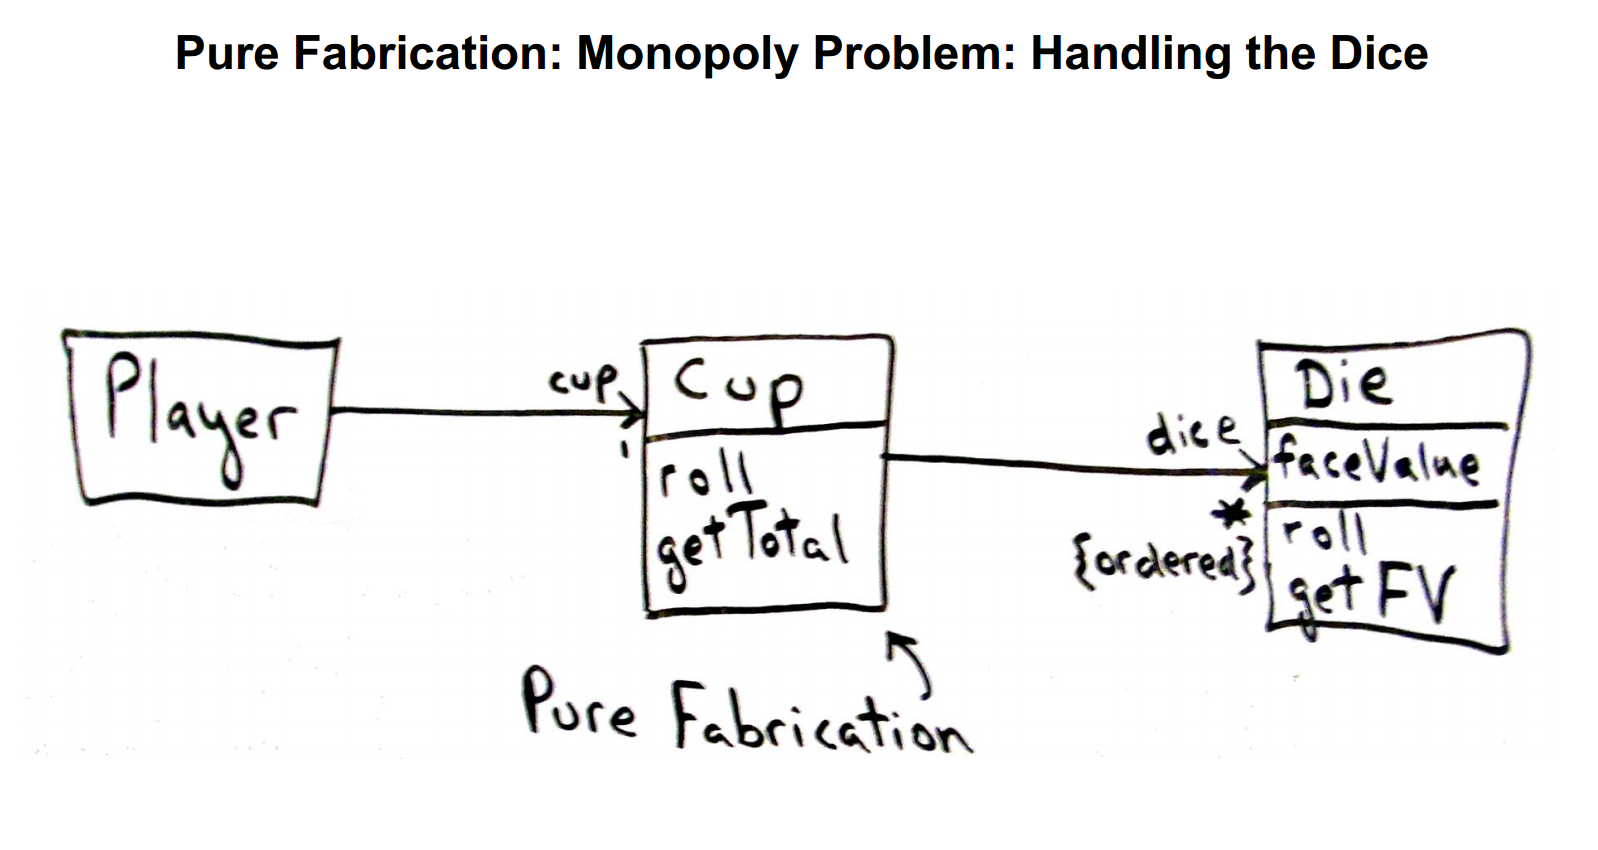 Pure Fabrication: Monopoly Problem: Handling the Dice
Player
cup
1
Cup
roll
getTotal
dice
*
{ordered}
Die
faceValue
roll
getFV
Pure Fabrication